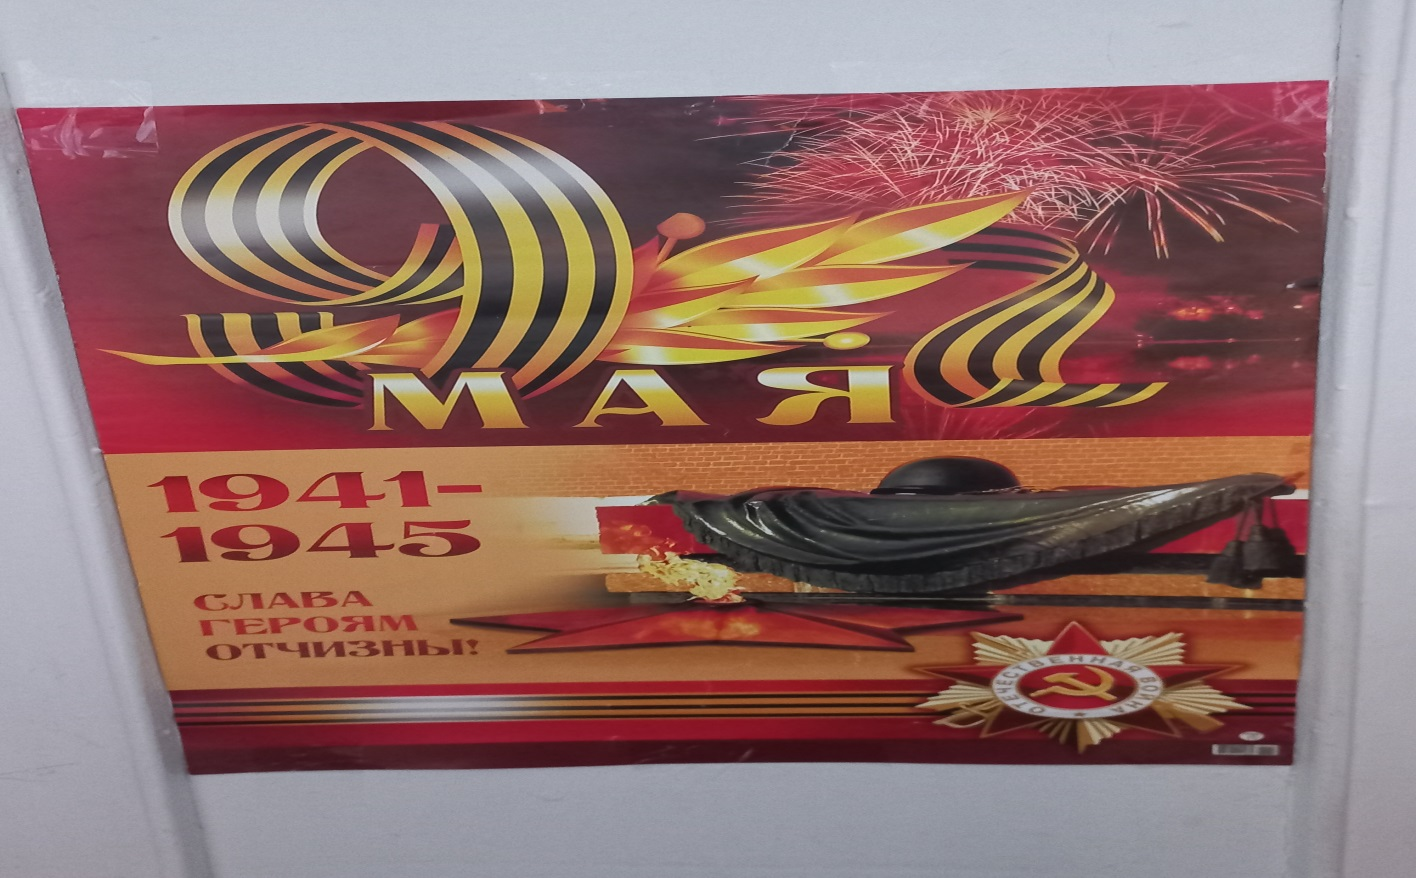 9
МАЯ
1941-
1945
СЛАВА
ГЕРОЯМ
ОТЧИЗНЫ!
ОТЕЧЕСТВЕННАЯ ВОЙНА